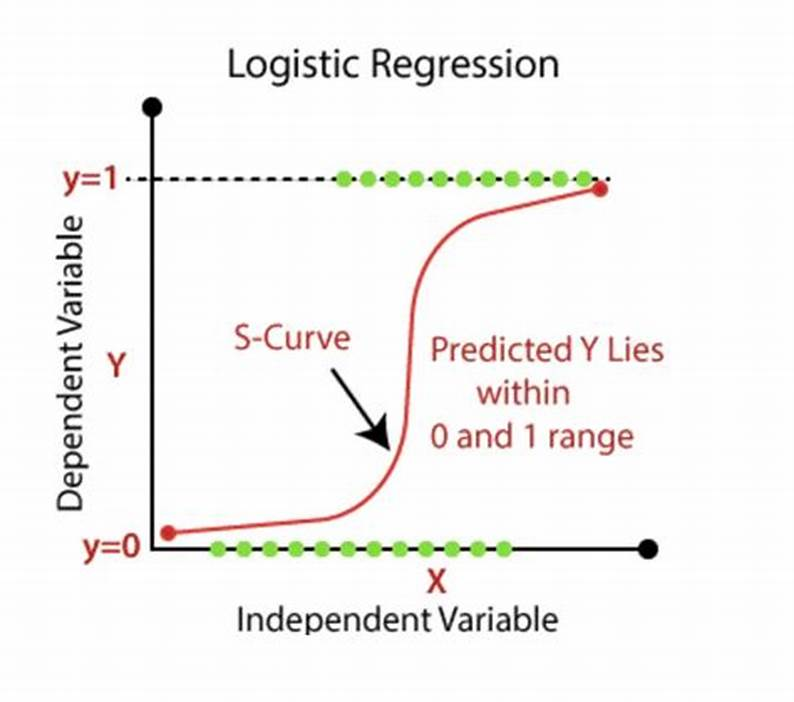 Logistic Regression
y=1
Dependent Variable
Y
S-Curve
Predicted Y Lies
within
0 and 1 range
y=0
X
Independent Variable